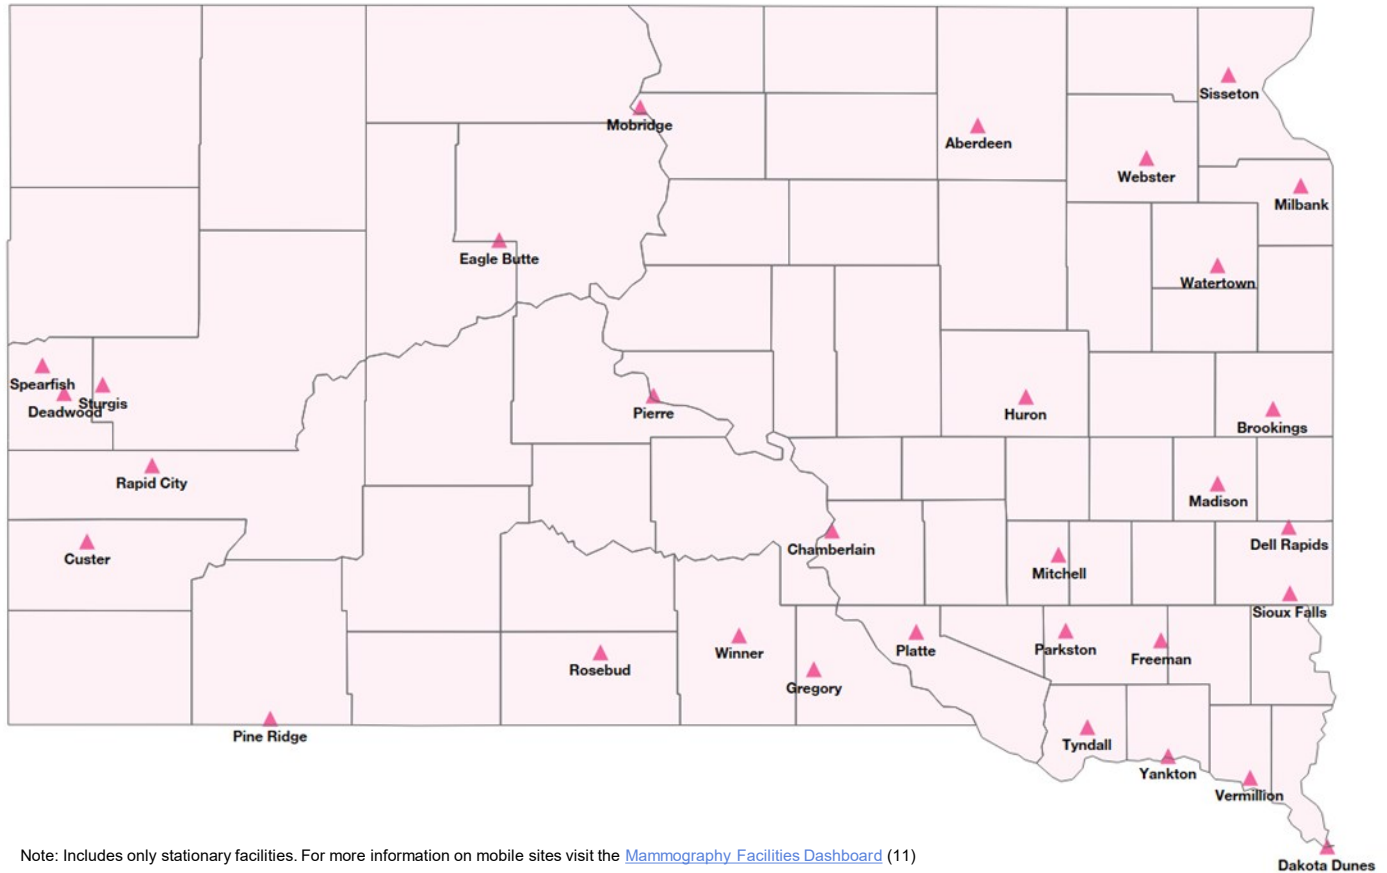 Sisteton
Mobridge
Aberdeen
Webster
Milbank
Eagle Butte
Watertown
Spearfish
Deadwood
Sturgis
Pierre
Huron
Brookings
Rapid City
Madison
Custer
Chamberlain
Dell Rapids
Mitchell
Sioux Falls
Rosebud
Winner
Gregory
Platte
Parkston
Freeman
Pine Ridge
Tyndall
Yankton
Vermillion
Dakota Dunes
Note: Includes only stationary facilities. For more information on mobile sites visit the Mammography Facilities Dashboard (11)